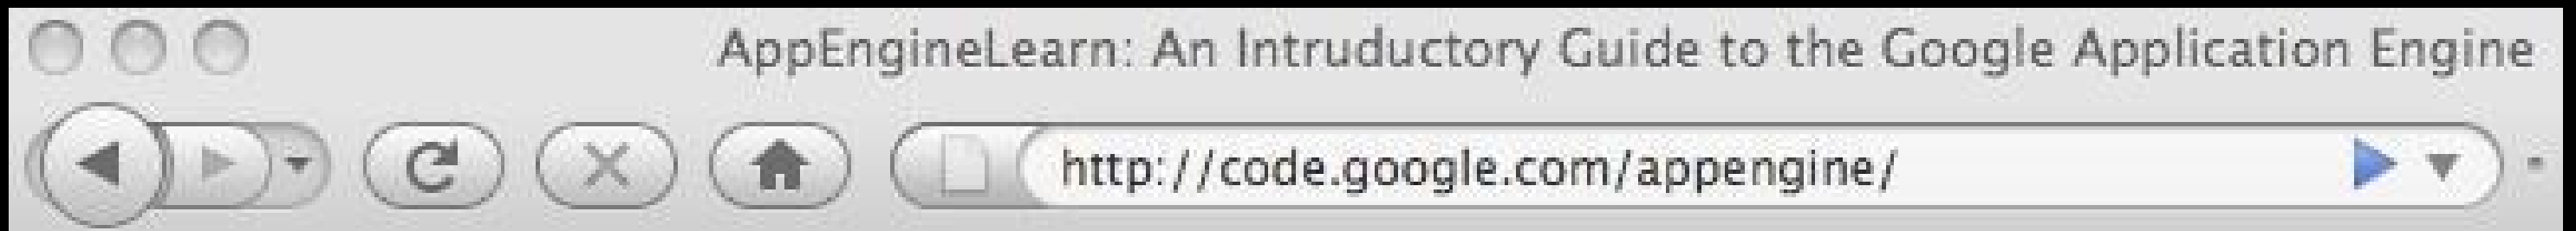 AppEngineLearn: An Intruductory Guide to the Google Application Engine
http://code.google.com/appengine/